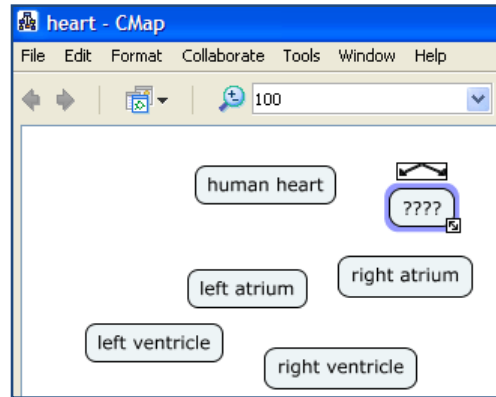 heart - CMap
File Edit Format Collaborate Tools Window Help
100
human heart
????
right atrium
left atrium
left ventricle
right ventricle